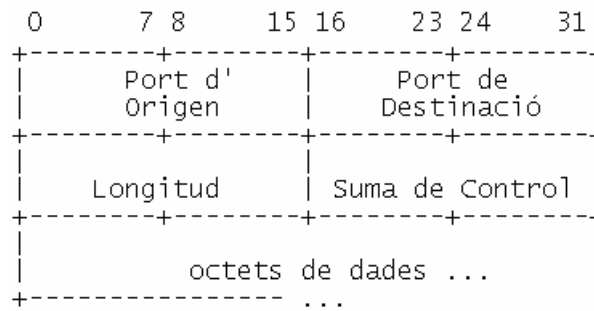 0 7 8 15 16 23 24 31
+--------+--------+--------+--------
| Port d' | Port de
| Origen | Destinació
+--------+--------+--------+--------
|
| Longitud | Suma de Control
+--------+--------+--------+--------
|
| octets de dades ...
+---------------- ...